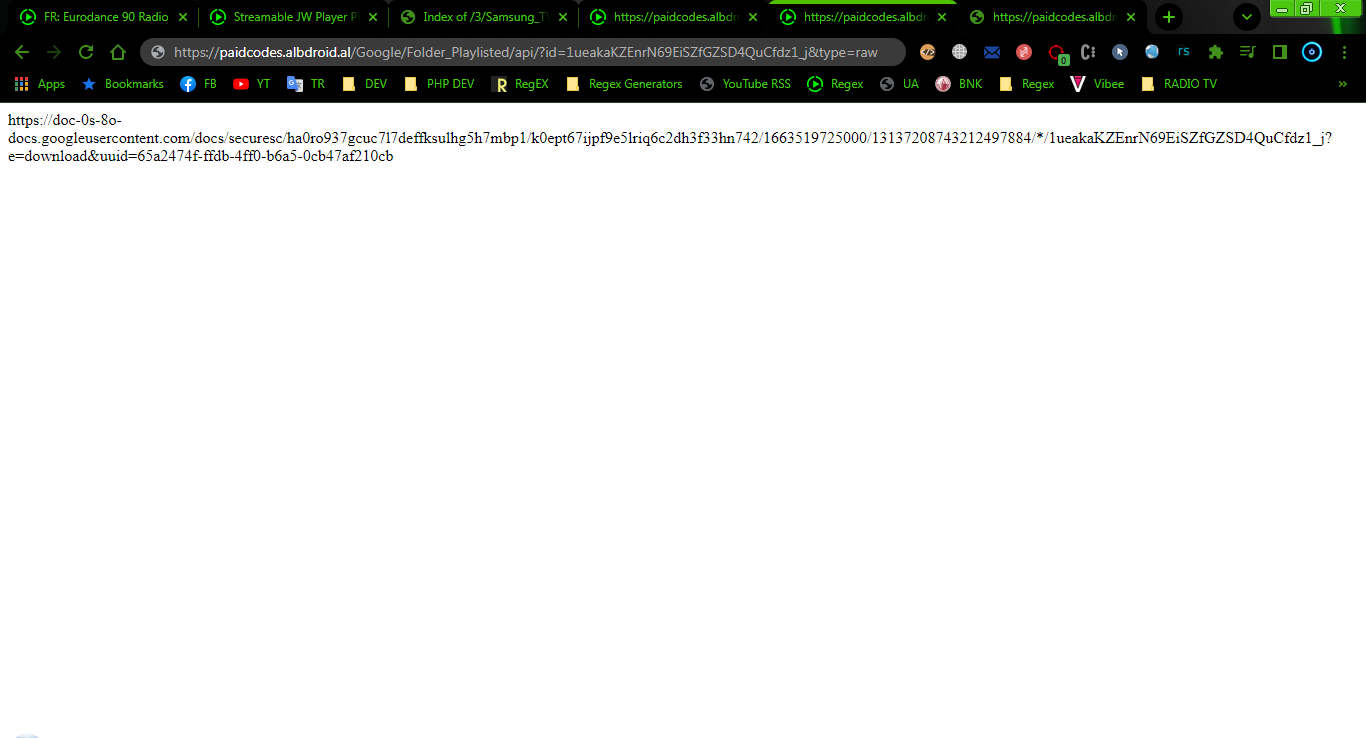 FR: Eurodance 90 Radio
Streamable JW Player P
Index of /3/Samsung_T
https://paidcodes.albdr
https://paidcodes.albdr
https://paidcodes.albdr
https://paidcodes.albdroid.al/Google/Folder_Playlisted/api/?id=1ueakaKZEnrN69EiSZfGZSD4QuCfdz1_j&type=raw
0
rs
Apps
Bookmarks
FB
YT
TR
DEV
PHP DEV
RegEX
Regex Generators
YouTube RSS
Regex
UA
BNK
Regex
Vibee
RADIO TV
»
https://doc-0s-8o-
docs.googleusercontent.com/docs/securesc/ha0ro937gcuc7l7deffksulhg5h7mbp1/k0ept67ijpf9e5lriq6c2dh3f33hn742/1663519725000/13137208743212497884/*/1ueakaKZEnrN69EiSZfGZSD4QuCfdz1_j?
e=download&uuid=65a2474f-ffdb-4ff0-b6a5-0cb47af210cb